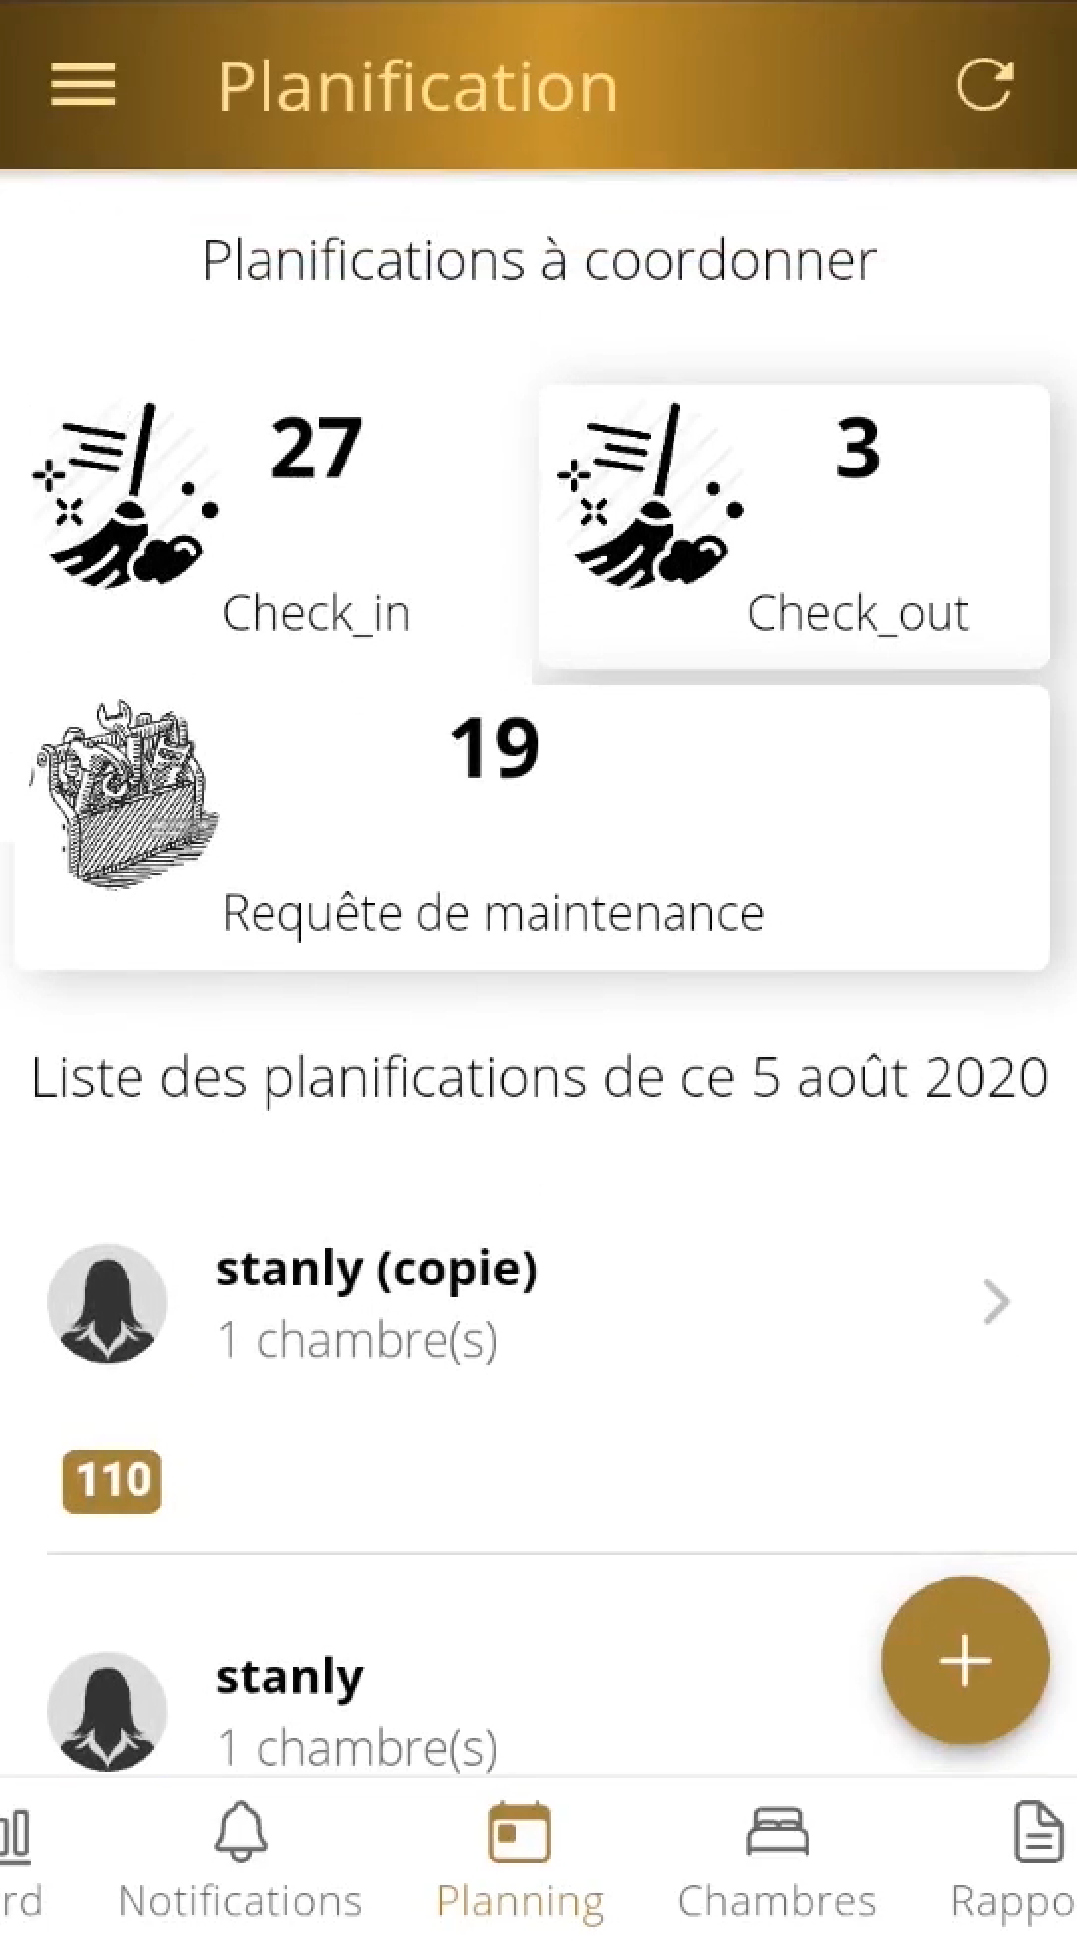 Planification
Planifications à coordonner
27
Check_in
3
Check_out
19
Requête de maintenance
Liste des planifications de ce 5 août 2020
stanly (copie)
1 chambre(s)
110
stanly
1 chambre(s)
rd Notifications Planning Chambres Rappo